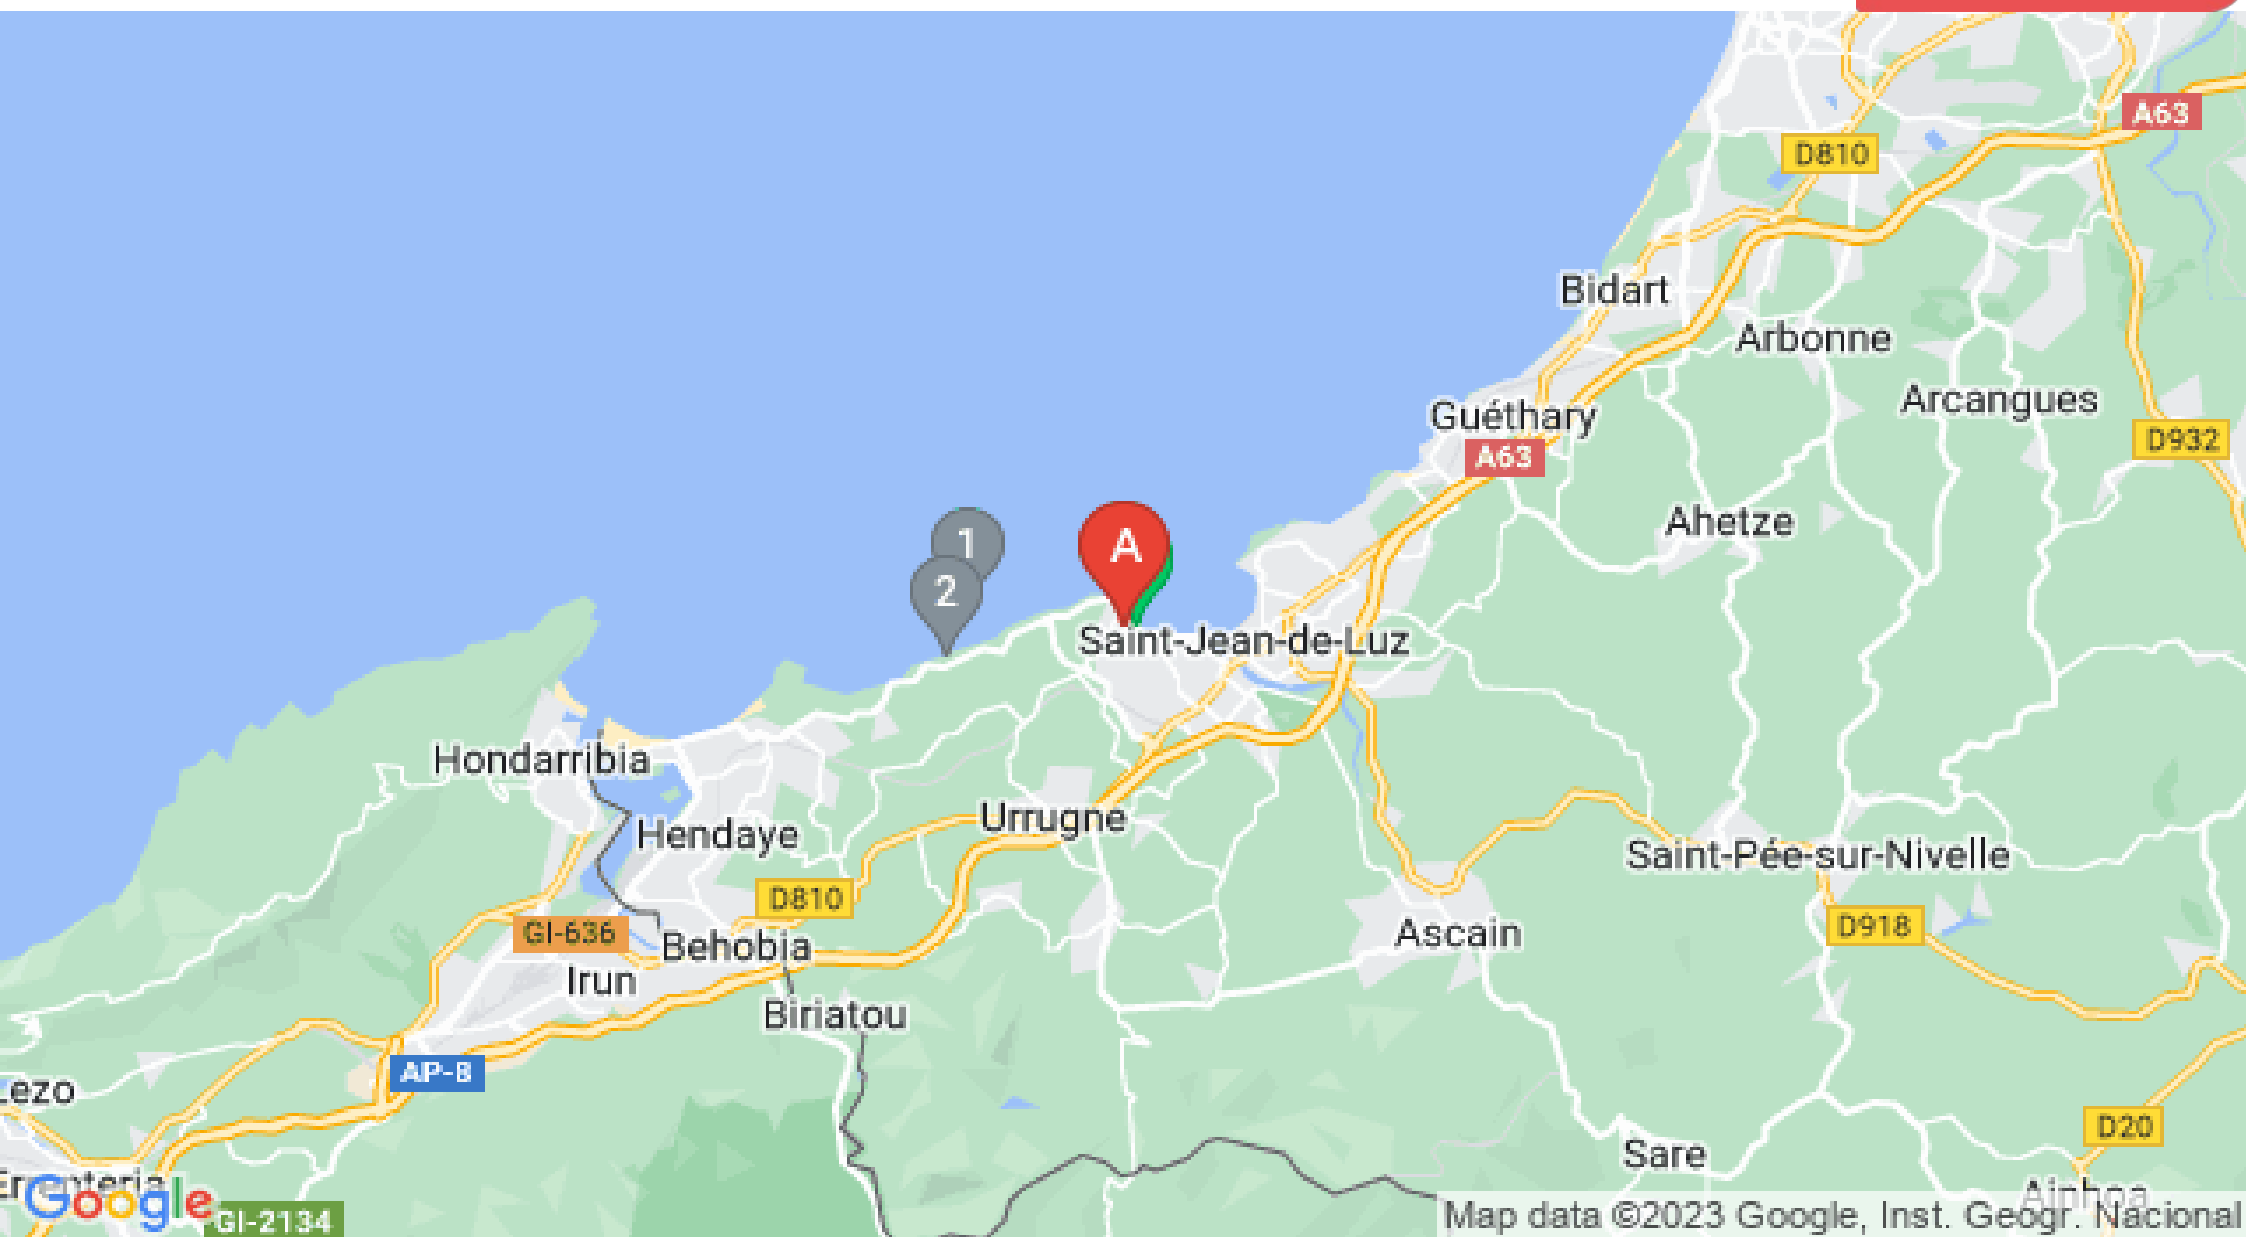 A63
D810
Bidart
Arbonne
Arcangues
Guéthary
D932
A63
Ahetze
1
A
2
Saint-Jean-de-Luz
Hondarribia
Urrugne
Hendaye
Saint-Pée-sur-Nivelle
D810
D918
GI-636
Behobia
Ascain
Irun
Biriatou
AP-8
Lezo
D20
Sare
Errenteria
Ainhoa
Google
GI-2134
Map data ©2023 Google, Inst. Geogr. Nacional